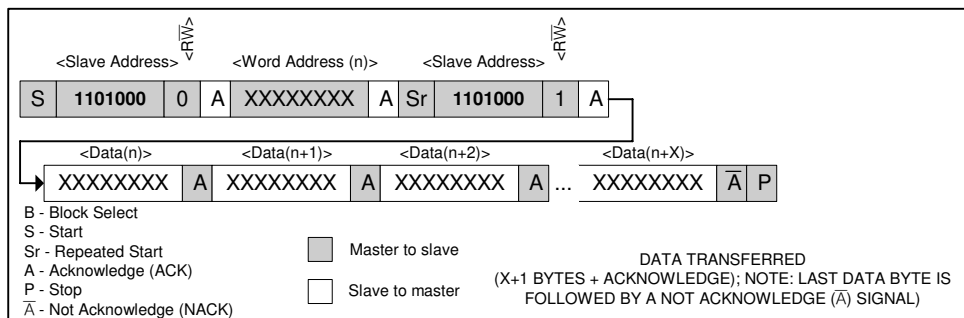 <RW̅>
<RW̅>
<Slave Address> <Word Address (n)> <Slave Address>
S 1101000 0 A XXXXXXXX A Sr 1101000 1 A
<Data(n)> <Data(n+1)> <Data(n+2)> <Data(n+X)>
XXXXXXXX A XXXXXXXX A XXXXXXXX A ... XXXXXXXX A̅ P
B - Block Select
S - Start
Sr - Repeated Start
A - Acknowledge (ACK)
P - Stop
A̅ - Not Acknowledge (NACK)
Master to slave
Slave to master
DATA TRANSFERRED
(X+1 BYTES + ACKNOWLEDGE); NOTE: LAST DATA BYTE IS
FOLLOWED BY A NOT ACKNOWLEDGE (A̅) SIGNAL)